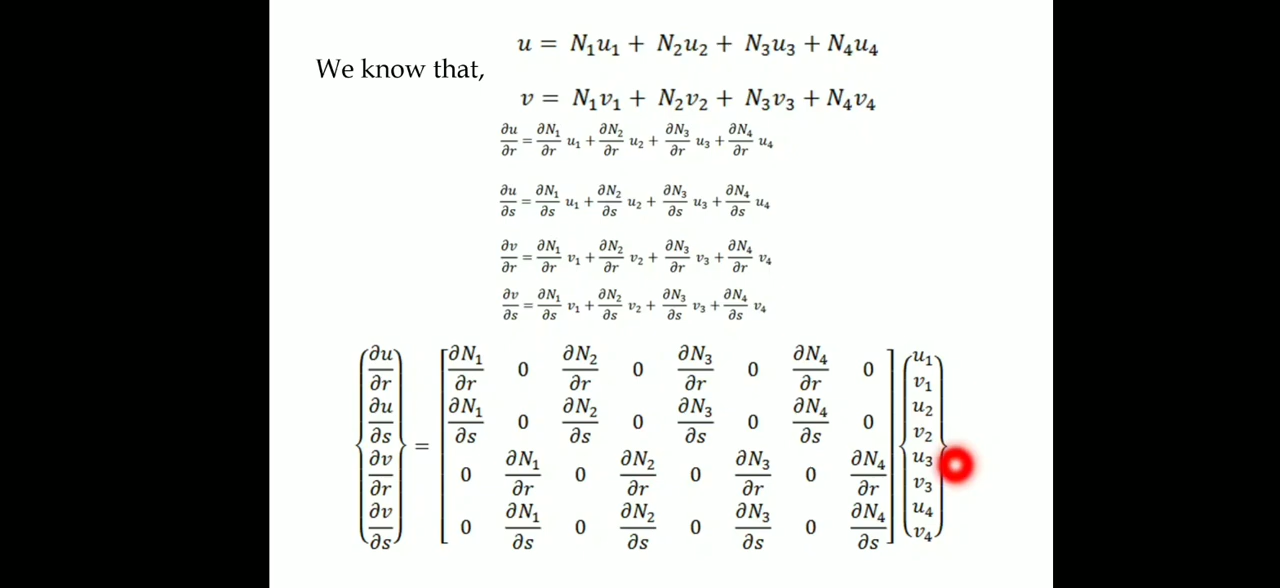 u = N₁u₁ + N₂u₂ + N₃u₃ + N₄u₄
We know that,
v = N₁v₁ + N₂v₂ + N₃v₃ + N₄v₄
∂u/∂r = ∂N₁/∂r u₁ + ∂N₂/∂r u₂ + ∂N₃/∂r u₃ + ∂N₄/∂r u₄
∂u/∂s = ∂N₁/∂s u₁ + ∂N₂/∂s u₂ + ∂N₃/∂s u₃ + ∂N₄/∂s u₄
∂v/∂r = ∂N₁/∂r v₁ + ∂N₂/∂r v₂ + ∂N₃/∂r v₃ + ∂N₄/∂r v₄
∂v/∂s = ∂N₁/∂s v₁ + ∂N₂/∂s v₂ + ∂N₃/∂s v₃ + ∂N₄/∂s v₄
{∂u/∂r ∂u/∂s ∂v/∂r ∂v/∂s} =
[∂N₁/∂r 0 ∂N₂/∂r 0 ∂N₃/∂r 0 ∂N₄/∂r 0
∂N₁/∂s 0 ∂N₂/∂s 0 ∂N₃/∂s 0 ∂N₄/∂s 0
0 ∂N₁/∂r 0 ∂N₂/∂r 0 ∂N₃/∂r 0 ∂N₄/∂r
0 ∂N₁/∂s 0 ∂N₂/∂s 0 ∂N₃/∂s 0 ∂N₄/∂s]
{u₁ v₁ u₂ v₂ u₃ v₃ u₄ v₄}